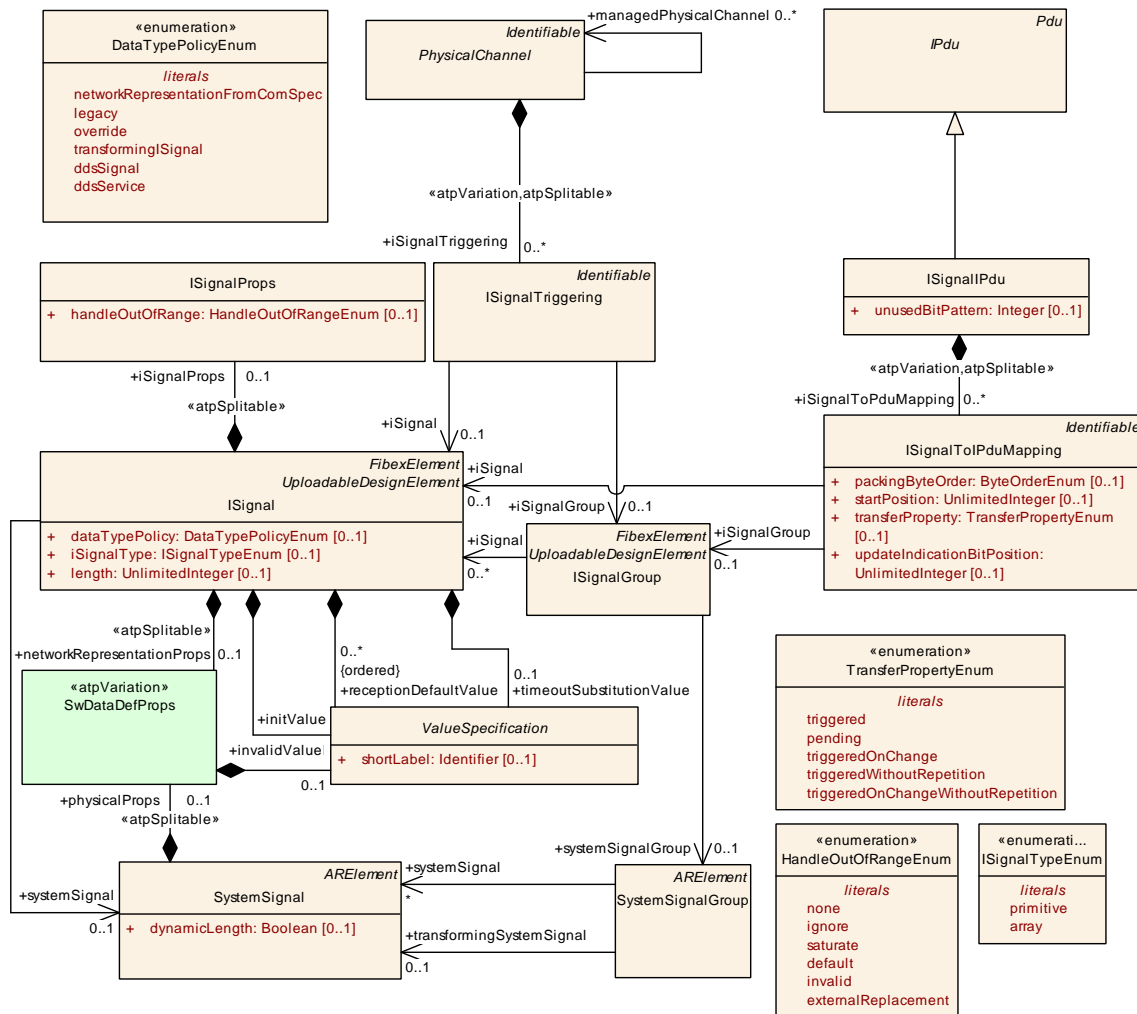 «enumeration»
DataTypePolicyEnum
literals
networkRepresentationFromComSpec
legacy
override
transformingISignal
ddsSignal
ddsService
Identifiable
PhysicalChannel
+managedPhysicalChannel 0..*
Pdu
IPdu
«atpVariation,atpSplitable»
+iSignalTriggering
0..*
ISignalProps
+ handleOutOfRange: HandleOutOfRangeEnum [0..1]
Identifiable
ISignalTriggering
ISignalIPdu
+ unusedBitPattern: Integer [0..1]
+iSignalProps 0..1
«atpSplitable»
«atpVariation,atpSplitable»
+iSignalToPduMapping 0..*
+iSignal
0..1
FibexElement
UploadableDesignElement
ISignal
+ dataTypePolicy: DataTypePolicyEnum [0..1]
+ iSignalType: ISignalTypeEnum [0..1]
+ length: UnlimitedInteger [0..1]
+iSignal
0..1
Identifiable
ISignalToIPduMapping
+ packingByteOrder: ByteOrderEnum [0..1]
+ startPosition: UnlimitedInteger [0..1]
+ transferProperty: TransferPropertyEnum
[0..1]
+ updateIndicationBitPosition:
UnlimitedInteger [0..1]
+iSignalGroup 0..1
+iSignal
0..*
FibexElement
UploadableDesignElement
ISignalGroup
+iSignalGroup
0..1
«atpSplitable»
+networkRepresentationProps 0..1
0..*
{ordered}
+receptionDefaultValue
0..1
+timeoutSubstitutionValue
«atpVariation»
SwDataDefProps
+initValue
+invalidValue
0..1
ValueSpecification
+ shortLabel: Identifier [0..1]
«enumeration»
TransferPropertyEnum
literals
triggered
pending
triggeredOnChange
triggeredWithoutRepetition
triggeredOnChangeWithoutRepetition
+physicalProps 0..1
«atpSplitable»
+systemSignal
0..1
ARElement
SystemSignal
+ dynamicLength: Boolean [0..1]
+systemSignal
*
+transformingSystemSignal
0..1
+systemSignalGroup 0..1
ARElement
SystemSignalGroup
«enumeration»
HandleOutOfRangeEnum
literals
none
ignore
saturate
default
invalid
externalReplacement
«enumerati...
ISignalTypeEnum
literals
primitive
array